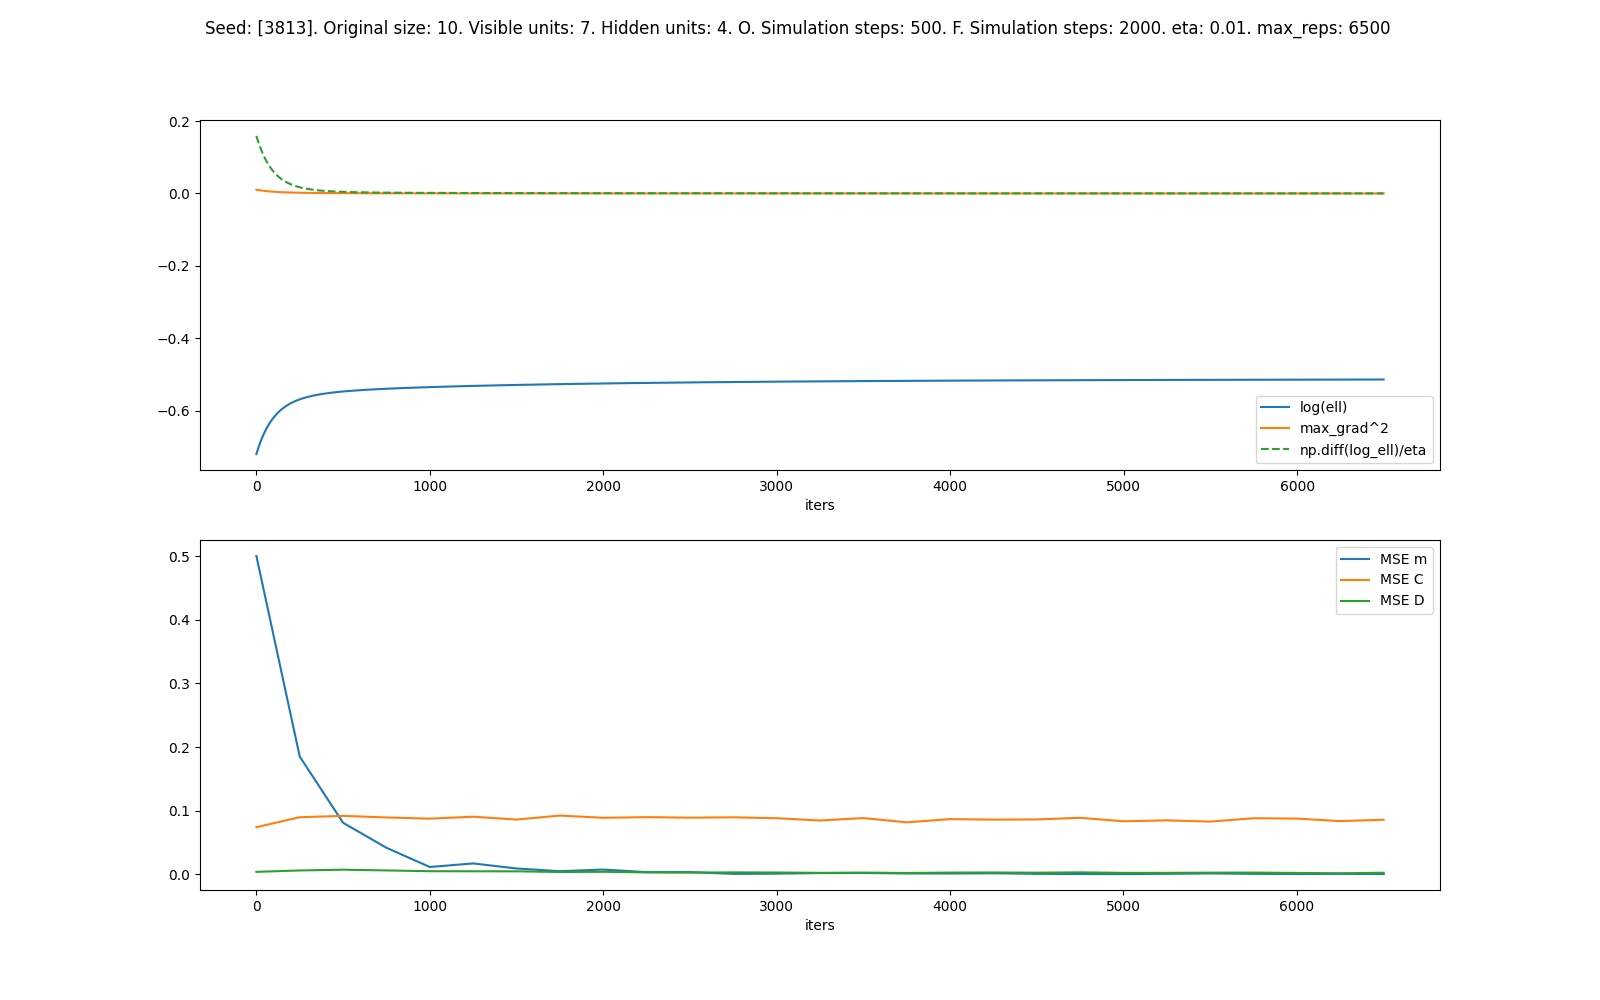 Seed: [3813]. Original size: 10. Visible units: 7. Hidden units: 4. O. Simulation steps: 500. F. Simulation steps: 2000. eta: 0.01. max_reps: 6500
0.2
0.0
−0.2
−0.4
−0.6
log(ell)
max_grad^2
np.diff(log_ell)/eta
0 1000 2000 3000 4000 5000 6000
iters
0.5
0.4
0.3
0.2
0.1
0.0
MSE m
MSE C
MSE D
0 1000 2000 3000 4000 5000 6000
iters